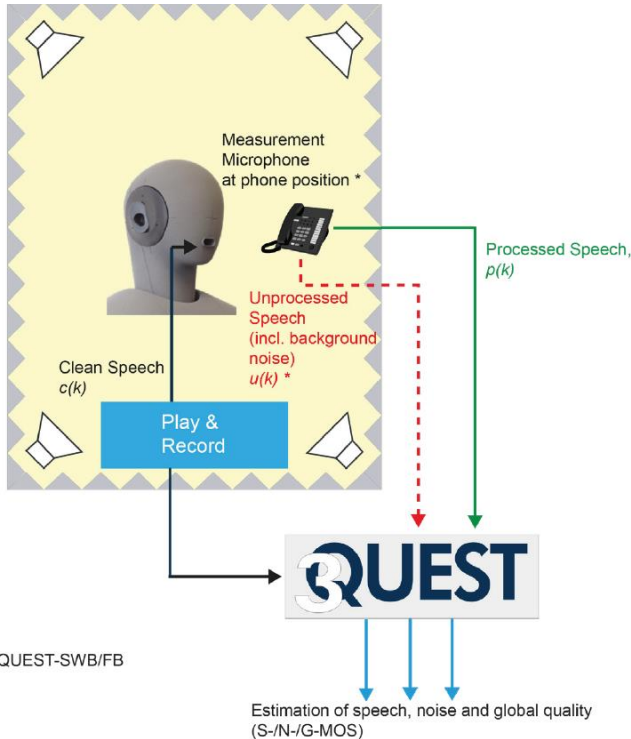 Measurement
Microphone
at phone position *
Processed Speech,
p(k)
Unprocessed
Speech
(incl. background
noise)
u(k) *
Clean Speech
c(k)
Play &
Record
3QUEST
QUEST-SWB/FB
Estimation of speech, noise and global quality
(S-/N-/G-MOS)